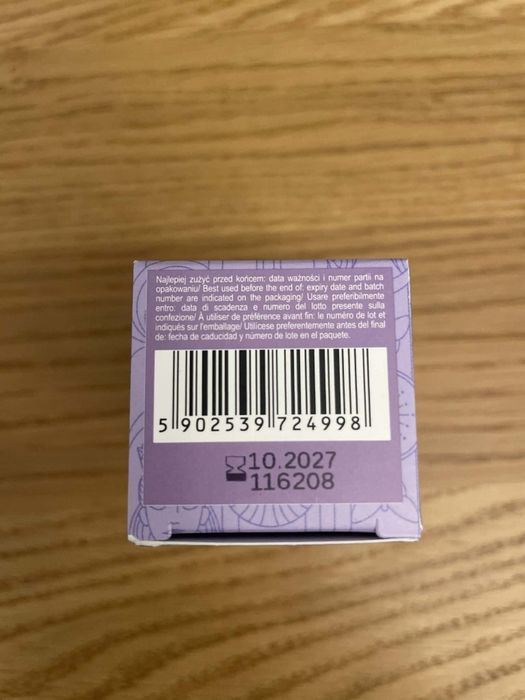 Najlepiej zużyć przed końcem: data ważności i numer partii na
opakowaniu/ Best used before the end of: expiry date and batch
number are indicated on the packaging/ Usare preferibilmente
entro: data di scadenza e numero del lotto presente sulla
confezione/ À utiliser de préférence avant fin: le numéro de lot et
indiqués sur l'emballage/ Utilícese preferentemente antes del final
de: fecha de caducidad y número de lote en el paquete.
5 902539 724998
10.2027
116208